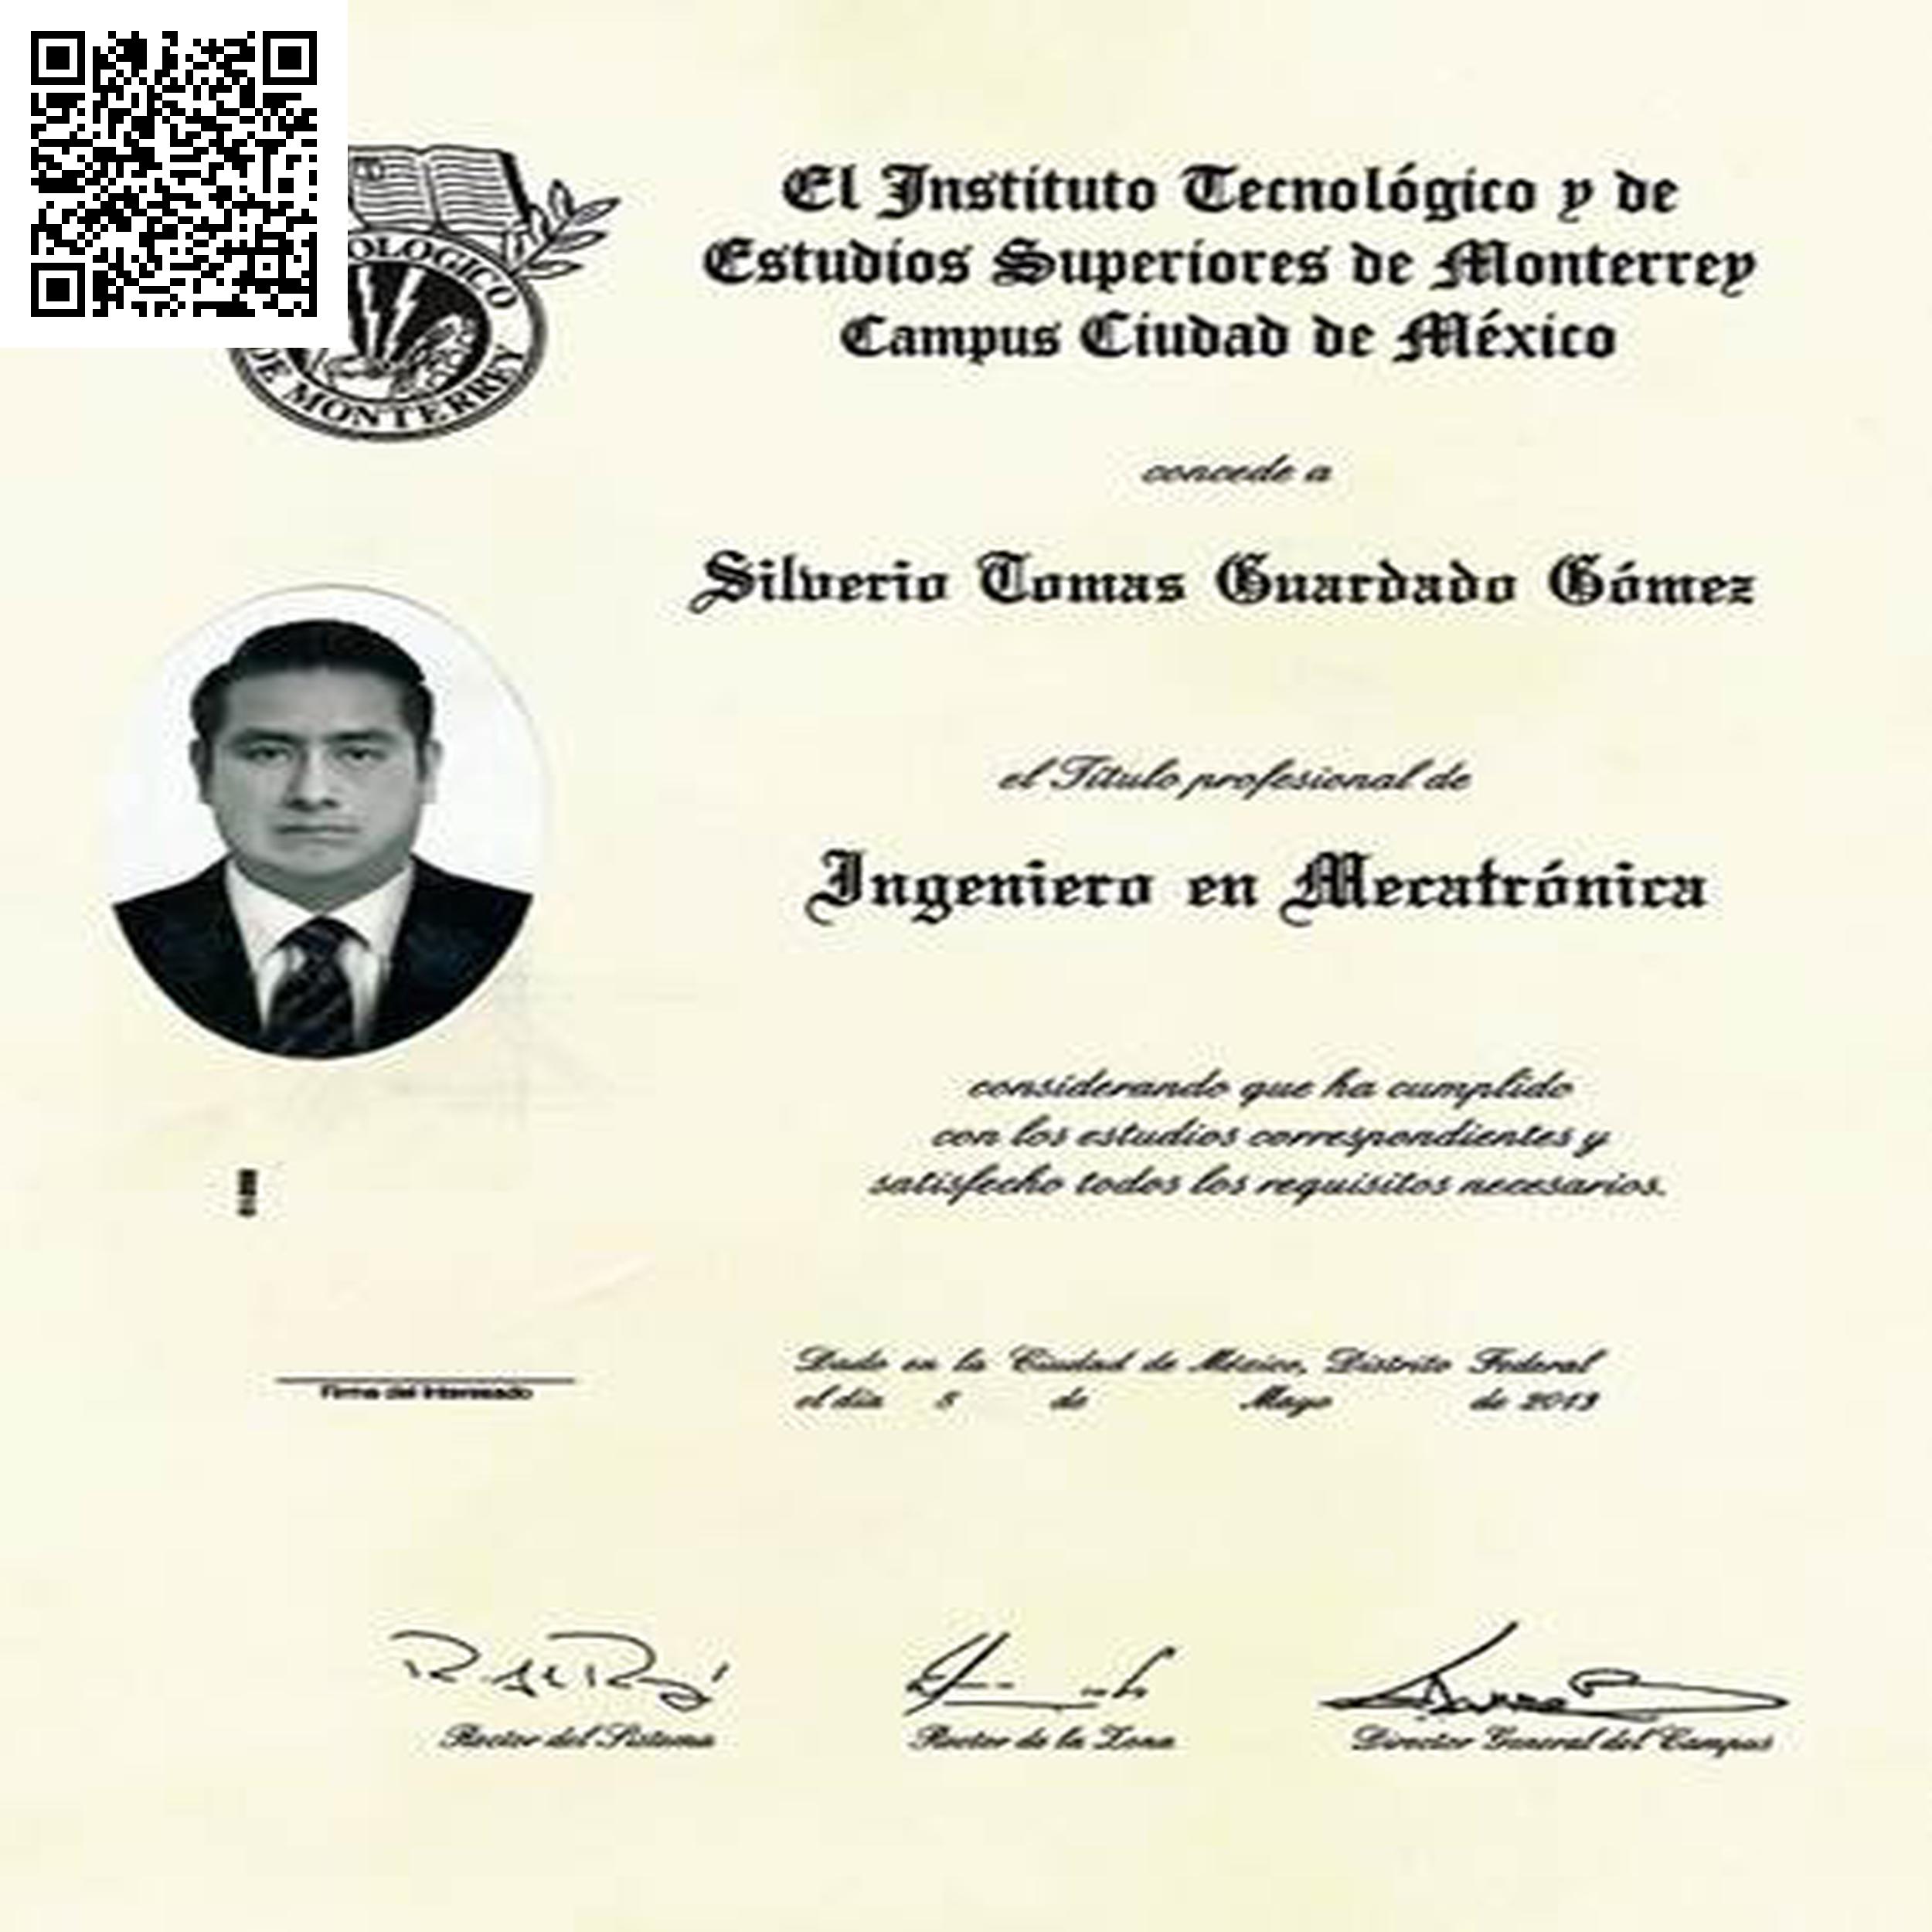 OLOGICO
DE MONTERREY
El Instituto Tecnológico y de
Estudios Superiores de Monterrey
Campus Ciudad de México
concede a
Silverio Tomas Guardado Gómez
el Título profesional de
Ingeniero en Mecatrónica
considerando que ha cumplido
con los estudios correspondientes y
satisfecho todos los requisitos necesarios.
Firma del Interesado
Dado en la Ciudad de México, Distrito Federal
el día 5 de Mayo de 2013
Rector del Sistema
Rector de la Zona
Director General del Campus